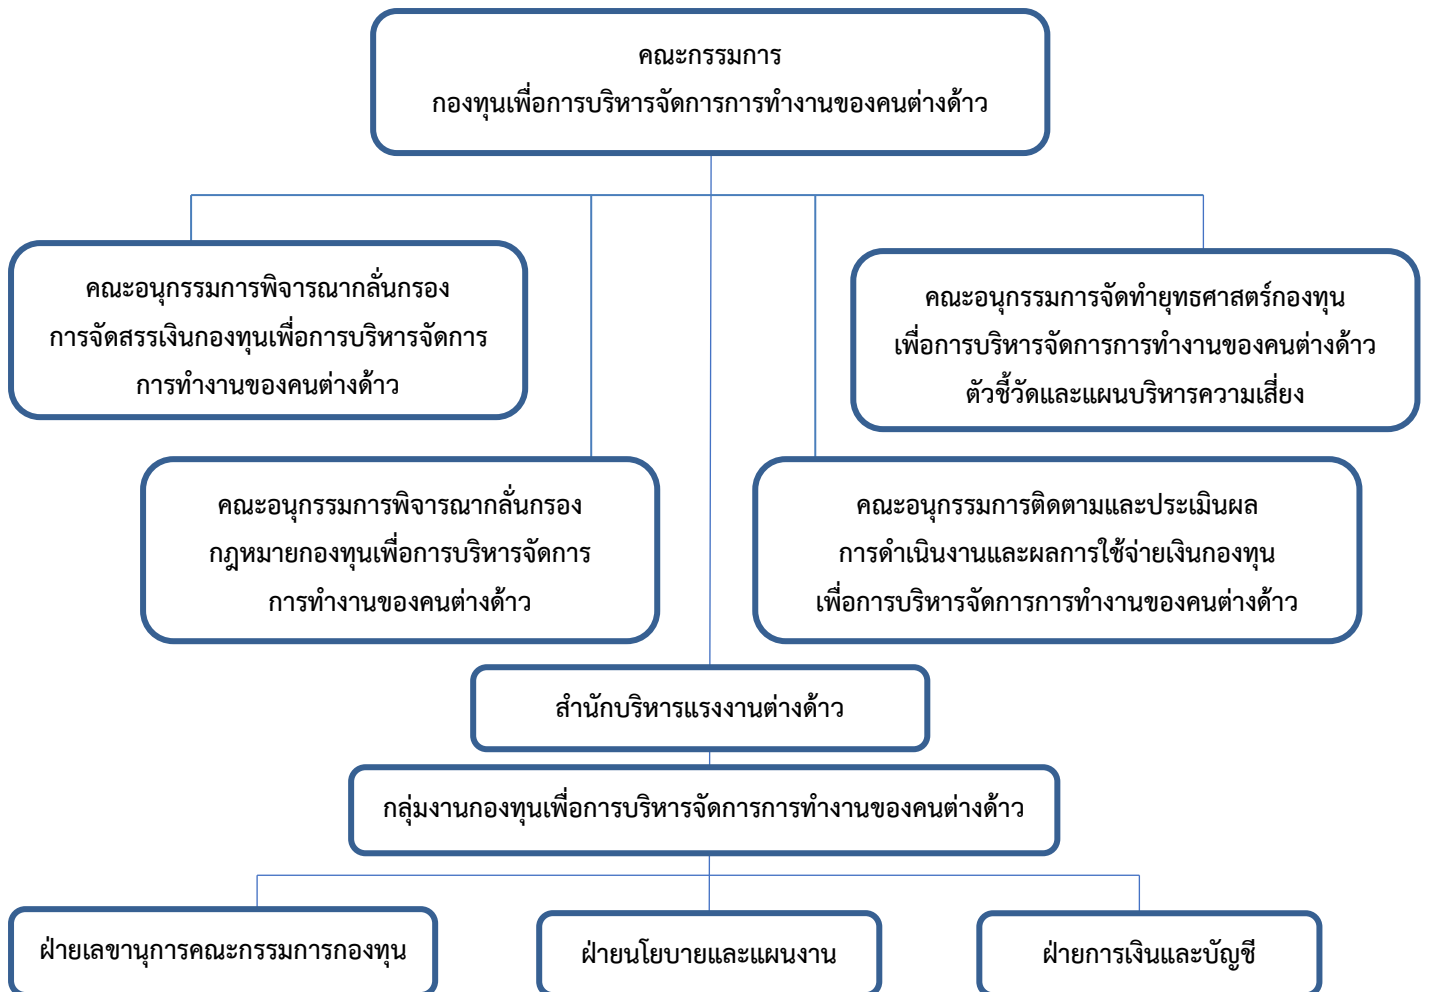 คณะกรรมการ
กองทุนเพื่อการบริหารจัดการการทำงานของคนต่างด้าว
คณะอนุกรรมการพิจารณากลั่นกรอง
การจัดสรรเงินกองทุนเพื่อการบริหารจัดการ
การทำงานของคนต่างด้าว
คณะอนุกรรมการจัดทำยุทธศาสตร์กองทุน
เพื่อการบริหารจัดการการทำงานของคนต่างด้าว
ตัวชี้วัดและแผนบริหารความเสี่ยง
คณะอนุกรรมการพิจารณากลั่นกรอง
กฎหมายกองทุนเพื่อการบริหารจัดการ
การทำงานของคนต่างด้าว
คณะอนุกรรมการติดตามและประเมินผล
การดำเนินงานและผลการใช้จ่ายเงินกองทุน
เพื่อการบริหารจัดการการทำงานของคนต่างด้าว
สำนักบริหารแรงงานต่างด้าว
กลุ่มงานกองทุนเพื่อการบริหารจัดการการทำงานของคนต่างด้าว
ฝ่ายเลขานุการคณะกรรมการกองทุน
ฝ่ายนโยบายและแผนงาน
ฝ่ายการเงินและบัญชี